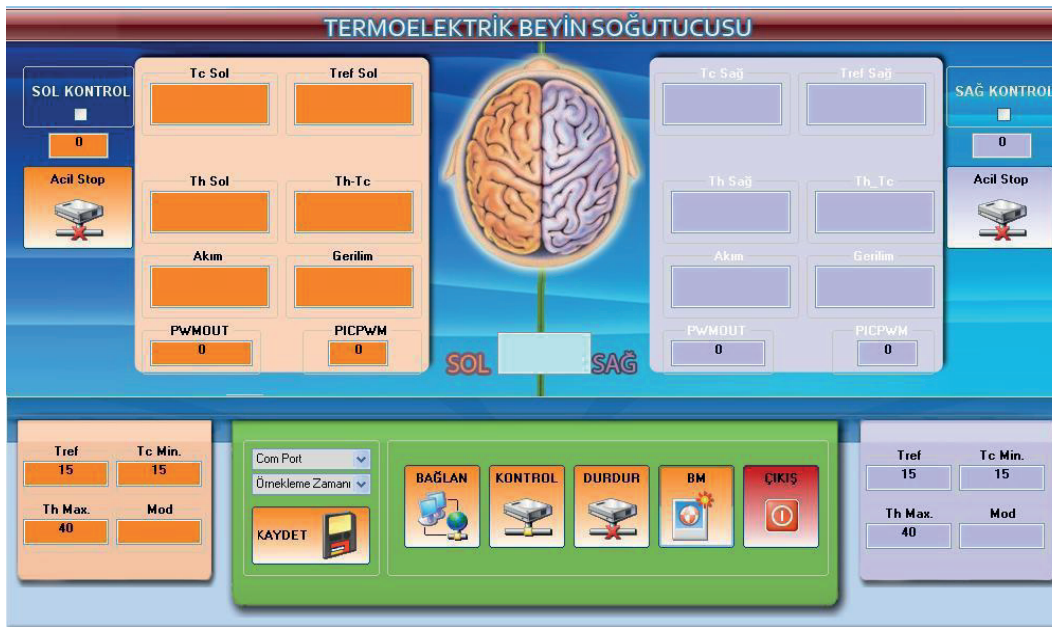 TERMOELEKTRİK BEYİN SOĞUTUCUSU
SOL KONTROL
0
Acil Stop
Tc Sol
Tref Sol
Th Sol
Th-Tc
Akım
Gerilim
PWMOUT
PICPWM
0
0
SOL
SAĞ
Tc Sağ
Tref Sağ
Th Sağ
Th_Tc
Akım
Gerilim
PWMOUT
PICPWM
0
0
SAĞ KONTROL
0
Acil Stop
Tref
Tc Min.
15
15
Th Max.
Mod
40
Com Port
Örnekleme Zamanı
KAYDET
BAĞLAN
KONTROL
DURDUR
BM
ÇIKIŞ
Tref
Tc Min.
15
15
Th Max.
Mod
40